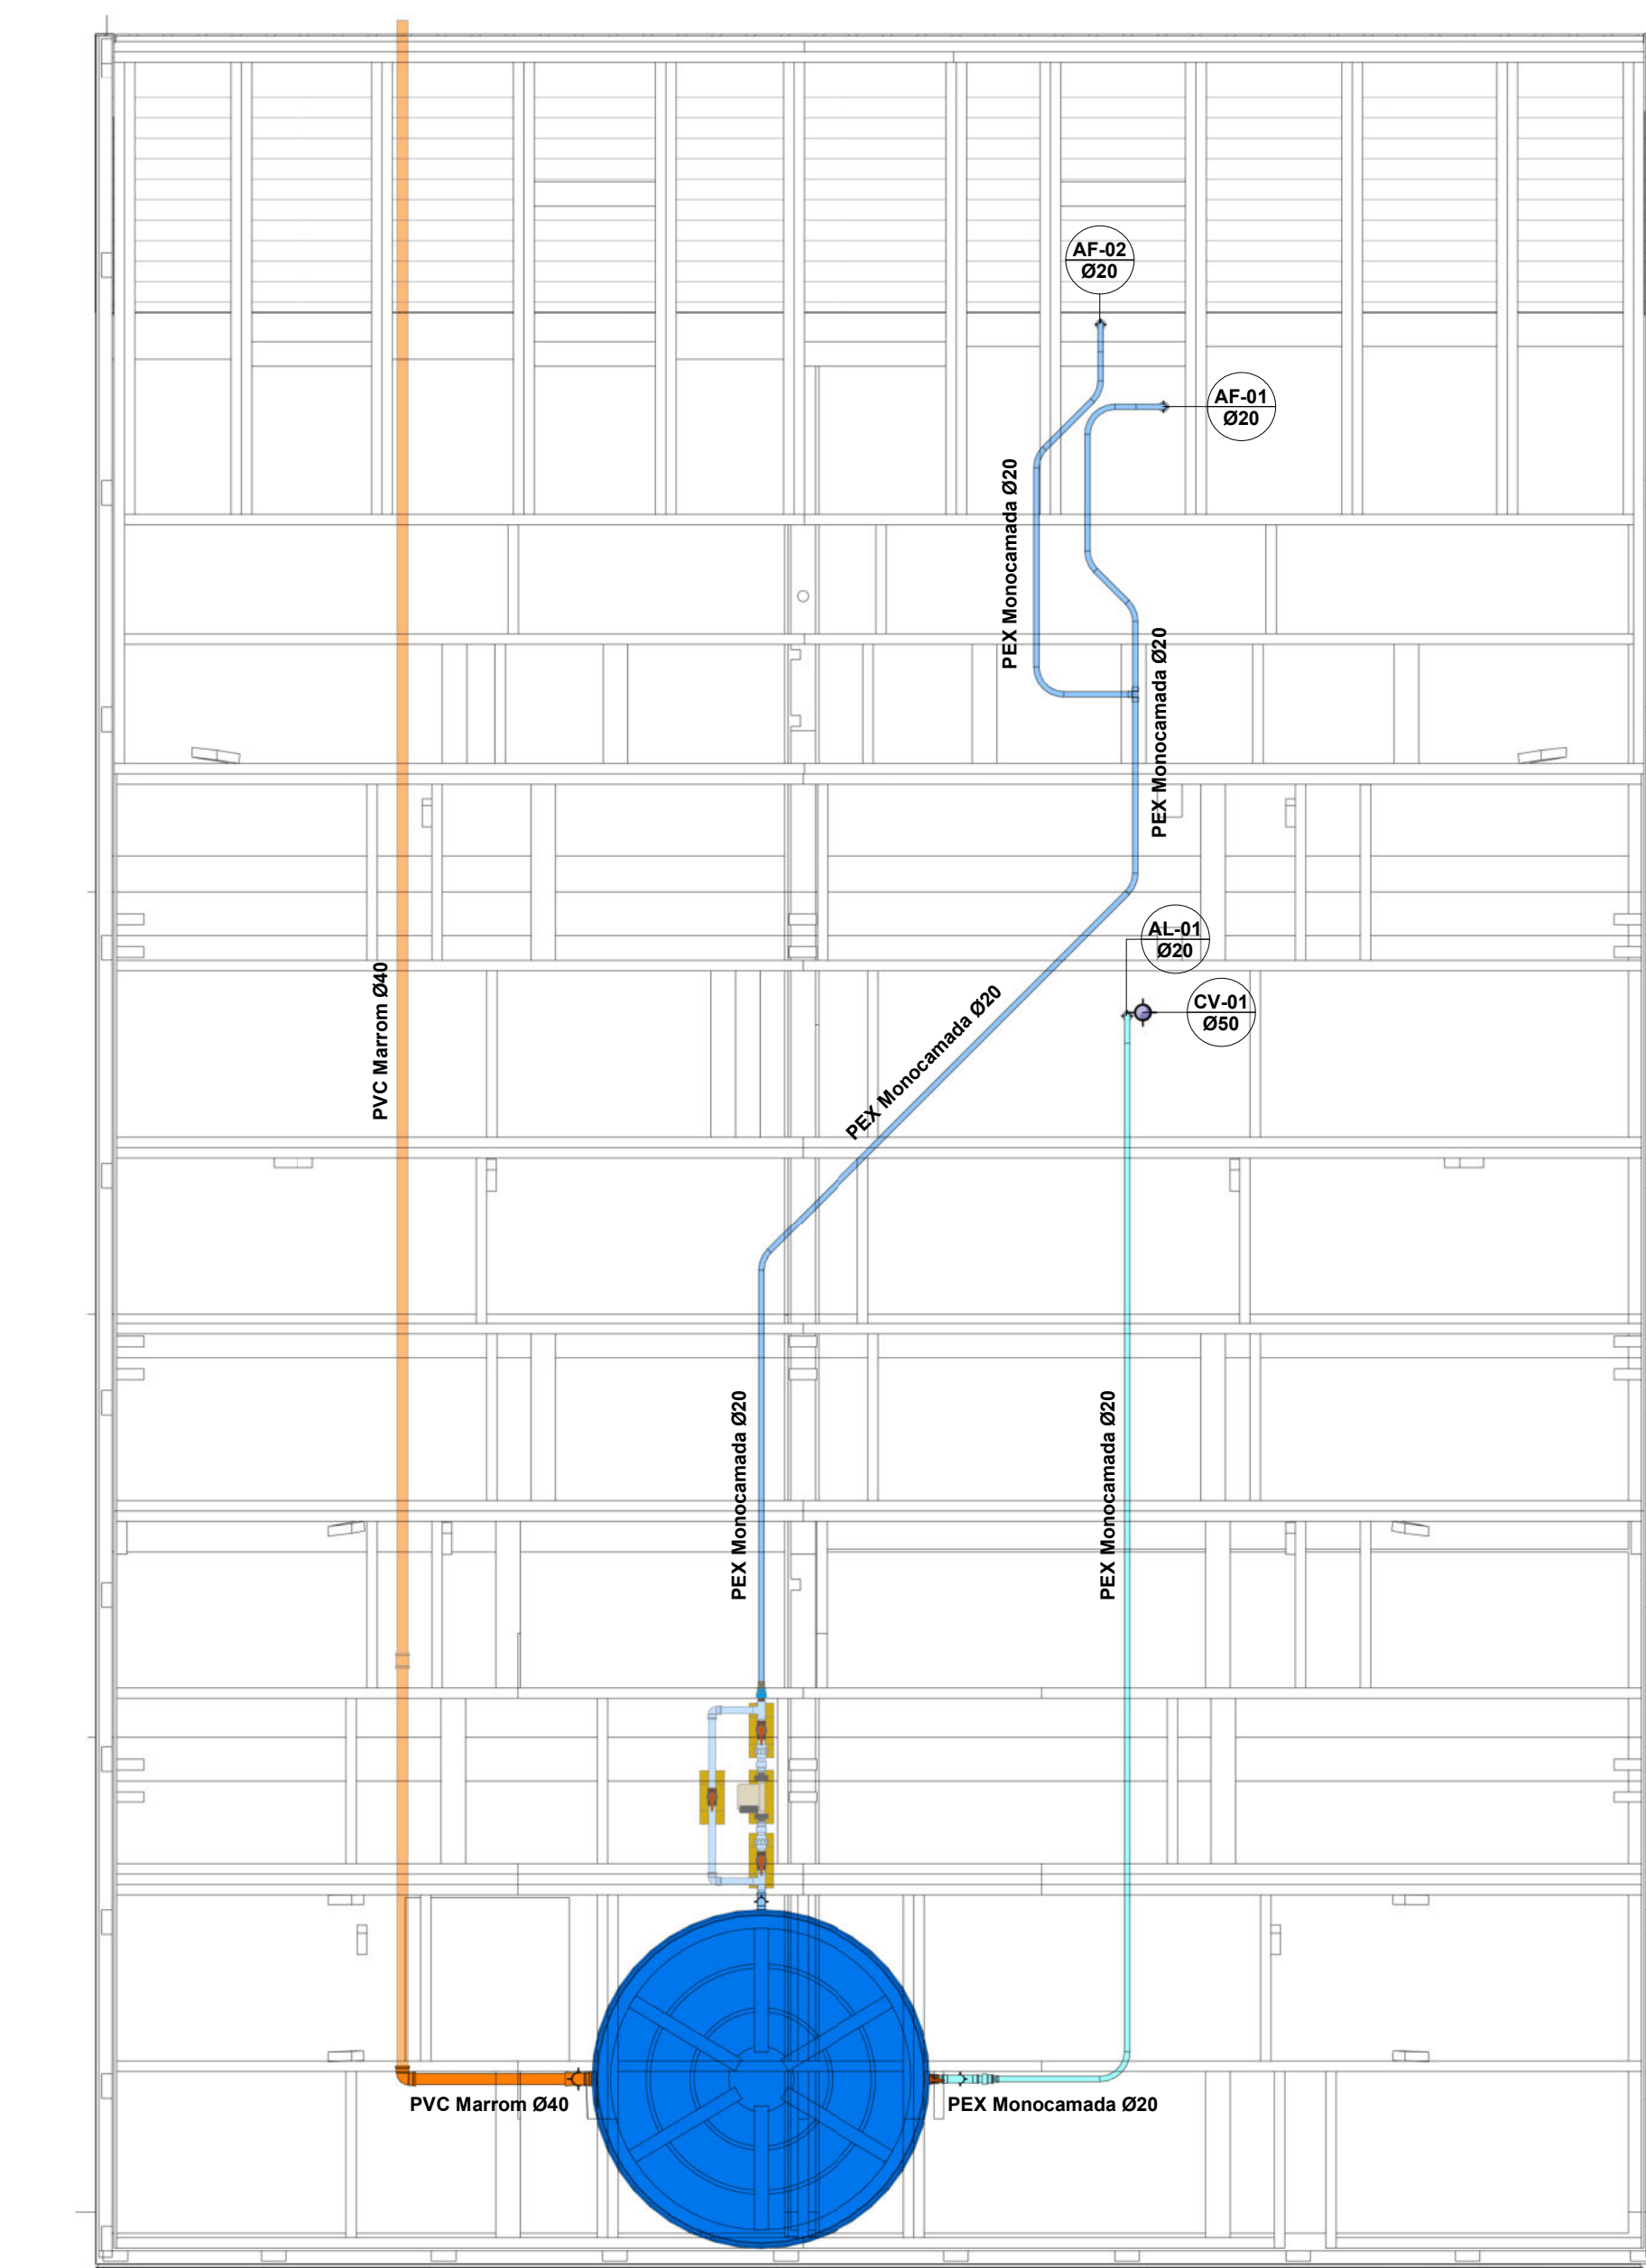 AF-02
Ø20
AF-01
Ø20
PEX Monocamada Ø20
PEX Monocamada Ø20
AL-01
Ø20
CV-01
Ø50
PVC Marrom Ø40
PEX Monocamada Ø20
PEX Monocamada Ø20
PEX Monocamada Ø20
PVC Marrom Ø40
PEX Monocamada Ø20